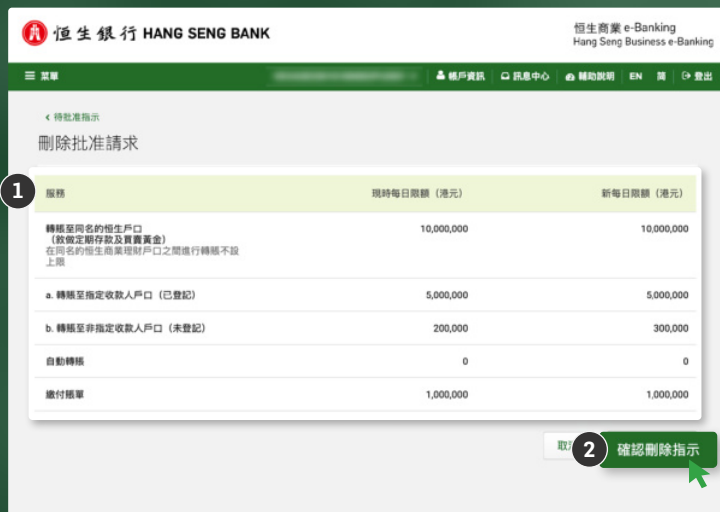 恒生銀行 HANG SENG BANK
恒生商業 e-Banking
Hang Seng Business e-Banking
菜單
帳戶資訊
訊息中心
輔助說明
EN
简
登出
待批准指示
刪除批准請求
1
服務 現時每日限額（港元） 新每日限額（港元）
轉賬至同名的恒生戶口 10,000,000 10,000,000
（敘做定期存款及買賣黃金）
在同名的恒生商業理財戶口之間進行轉賬不設
上限
a. 轉賬至指定收款人戶口（已登記） 5,000,000 5,000,000
b. 轉賬至非指定收款人戶口（未登記） 200,000 300,000
自動轉賬 0 0
繳付賬單 1,000,000 1,000,000
取
2
確認刪除指示